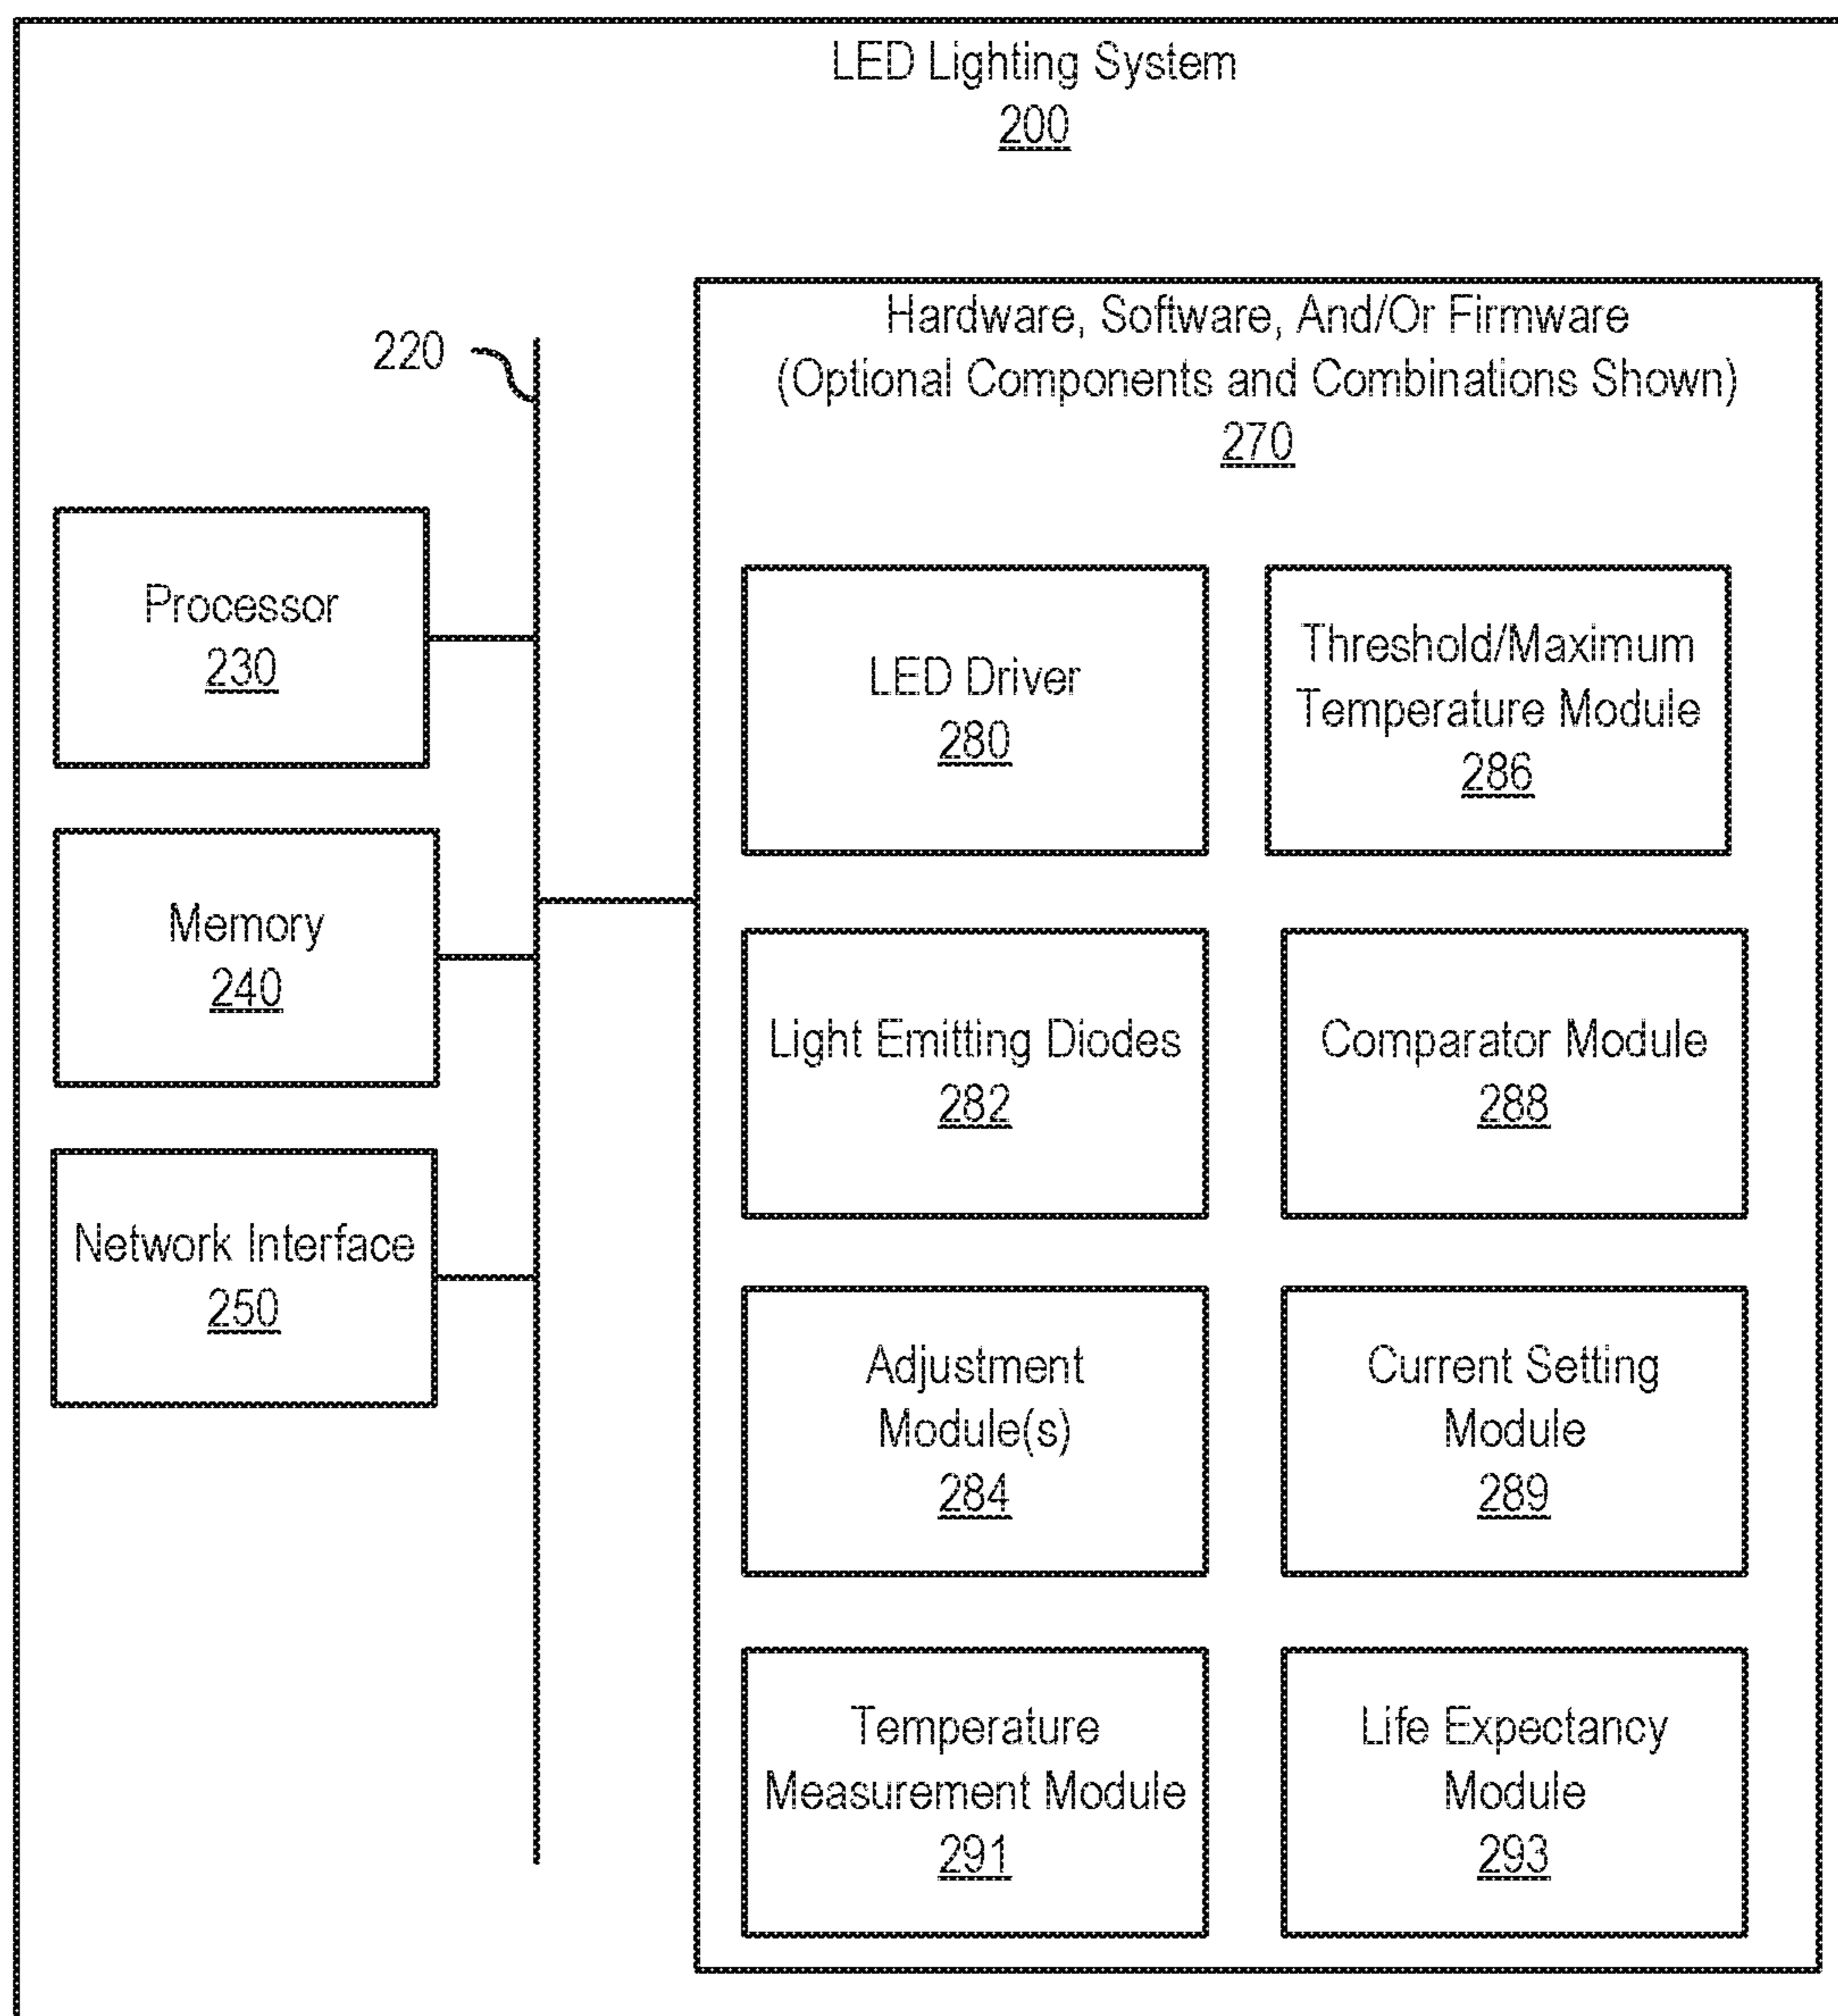 LED Lighting System
200
220
Hardware, Software, And/Or Firmware
(Optional Components and Combinations Shown)
270
Processor
230
Memory
240
Network Interface
250
LED Driver
280
Threshold/Maximum
Temperature Module
286
Light Emitting Diodes
282
Comparator Module
288
Adjustment
Module(s)
284
Current Setting
Module
289
Temperature
Measurement Module
291
Life Expectancy
Module
293